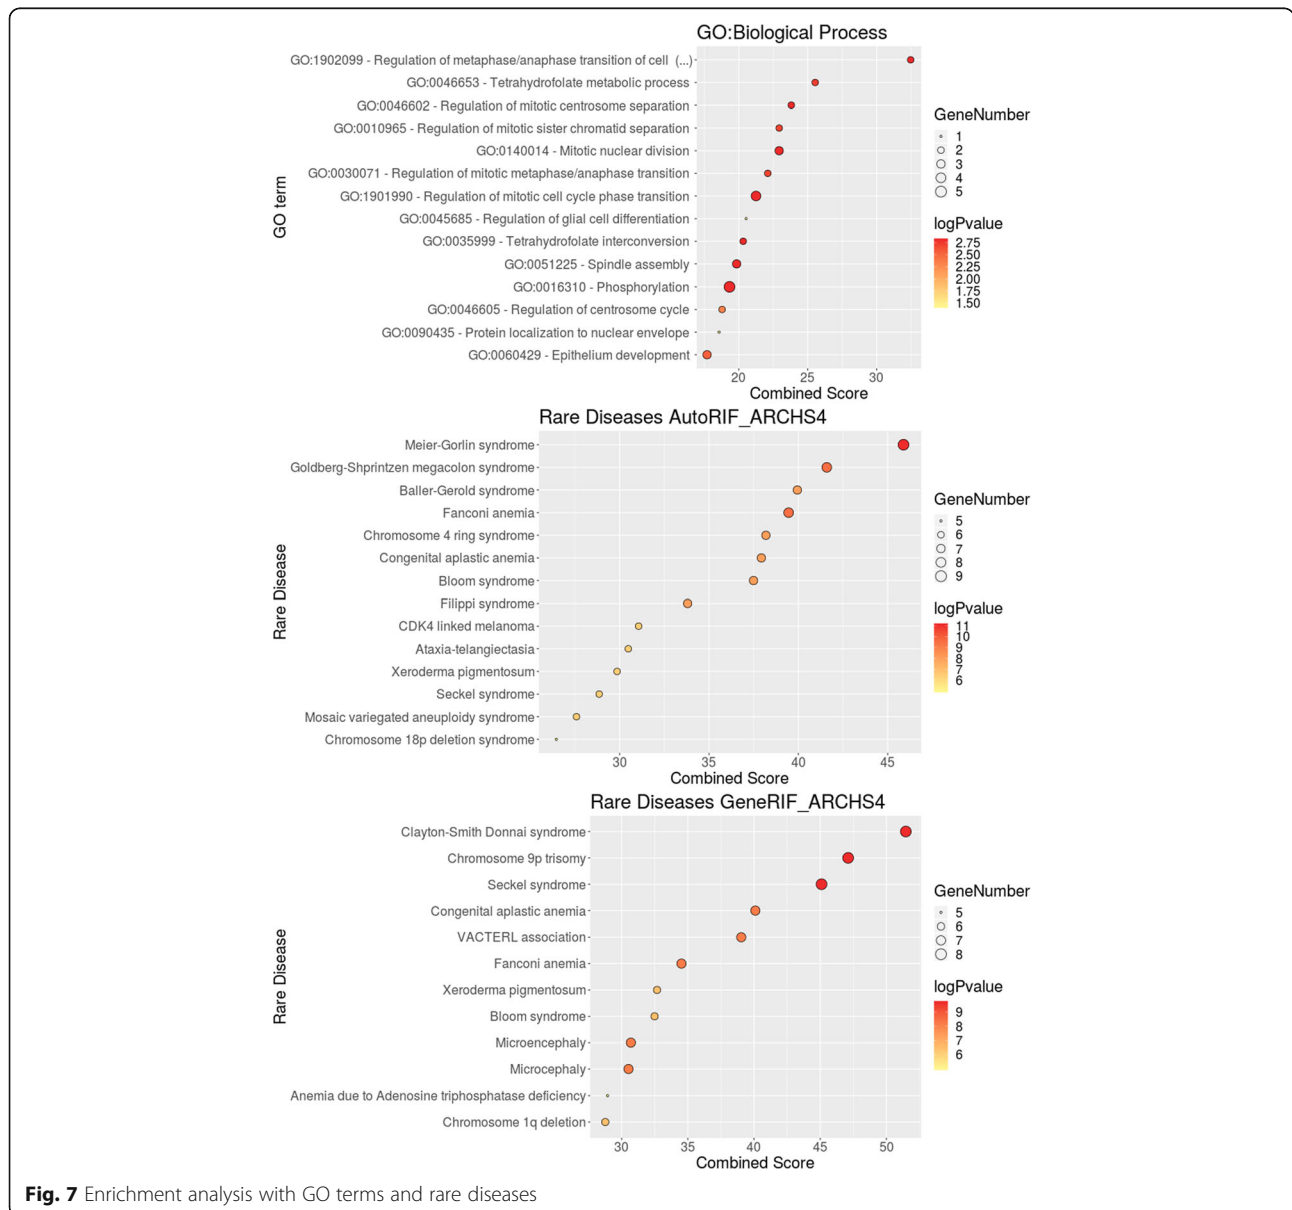 GO:Biological Process
GO term
GO:1902099 - Regulation of metaphase/anaphase transition of cell (...)
GO:0046653 - Tetrahydrofolate metabolic process
GO:0046602 - Regulation of mitotic centrosome separation
GO:0010965 - Regulation of mitotic sister chromatid separation
GO:0140014 - Mitotic nuclear division
GO:0030071 - Regulation of mitotic metaphase/anaphase transition
GO:1901990 - Regulation of mitotic cell cycle phase transition
GO:0045685 - Regulation of glial cell differentiation
GO:0035999 - Tetrahydrofolate interconversion
GO:0051225 - Spindle assembly
GO:0016310 - Phosphorylation
GO:0046605 - Regulation of centrosome cycle
GO:0090435 - Protein localization to nuclear envelope
GO:0060429 - Epithelium development
20 25 30
Combined Score
GeneNumber
1
2
3
4
5
logPvalue
2.75
2.50
2.25
2.00
1.75
1.50
Rare Diseases AutoRIF_ARCHS4
Rare Disease
Meier-Gorlin syndrome
Goldberg-Shprintzen megacolon syndrome
Baller-Gerold syndrome
Fanconi anemia
Chromosome 4 ring syndrome
Congenital aplastic anemia
Bloom syndrome
Filippi syndrome
CDK4 linked melanoma
Ataxia-telangiectasia
Xeroderma pigmentosum
Seckel syndrome
Mosaic variegated aneuploidy syndrome
Chromosome 18p deletion syndrome
30 35 40 45
Combined Score
GeneNumber
5
6
7
8
9
logPvalue
11
10
9
8
7
6
Rare Diseases GeneRIF_ARCHS4
Rare Disease
Clayton-Smith Donnai syndrome
Chromosome 9p trisomy
Seckel syndrome
Congenital aplastic anemia
VACTERL association
Fanconi anemia
Xeroderma pigmentosum
Bloom syndrome
Microencephaly
Microcephaly
Anemia due to Adenosine triphosphatase deficiency
Chromosome 1q deletion
30 35 40 45 50
Combined Score
GeneNumber
5
6
7
8
logPvalue
9
8
7
6
Fig. 7 Enrichment analysis with GO terms and rare diseases